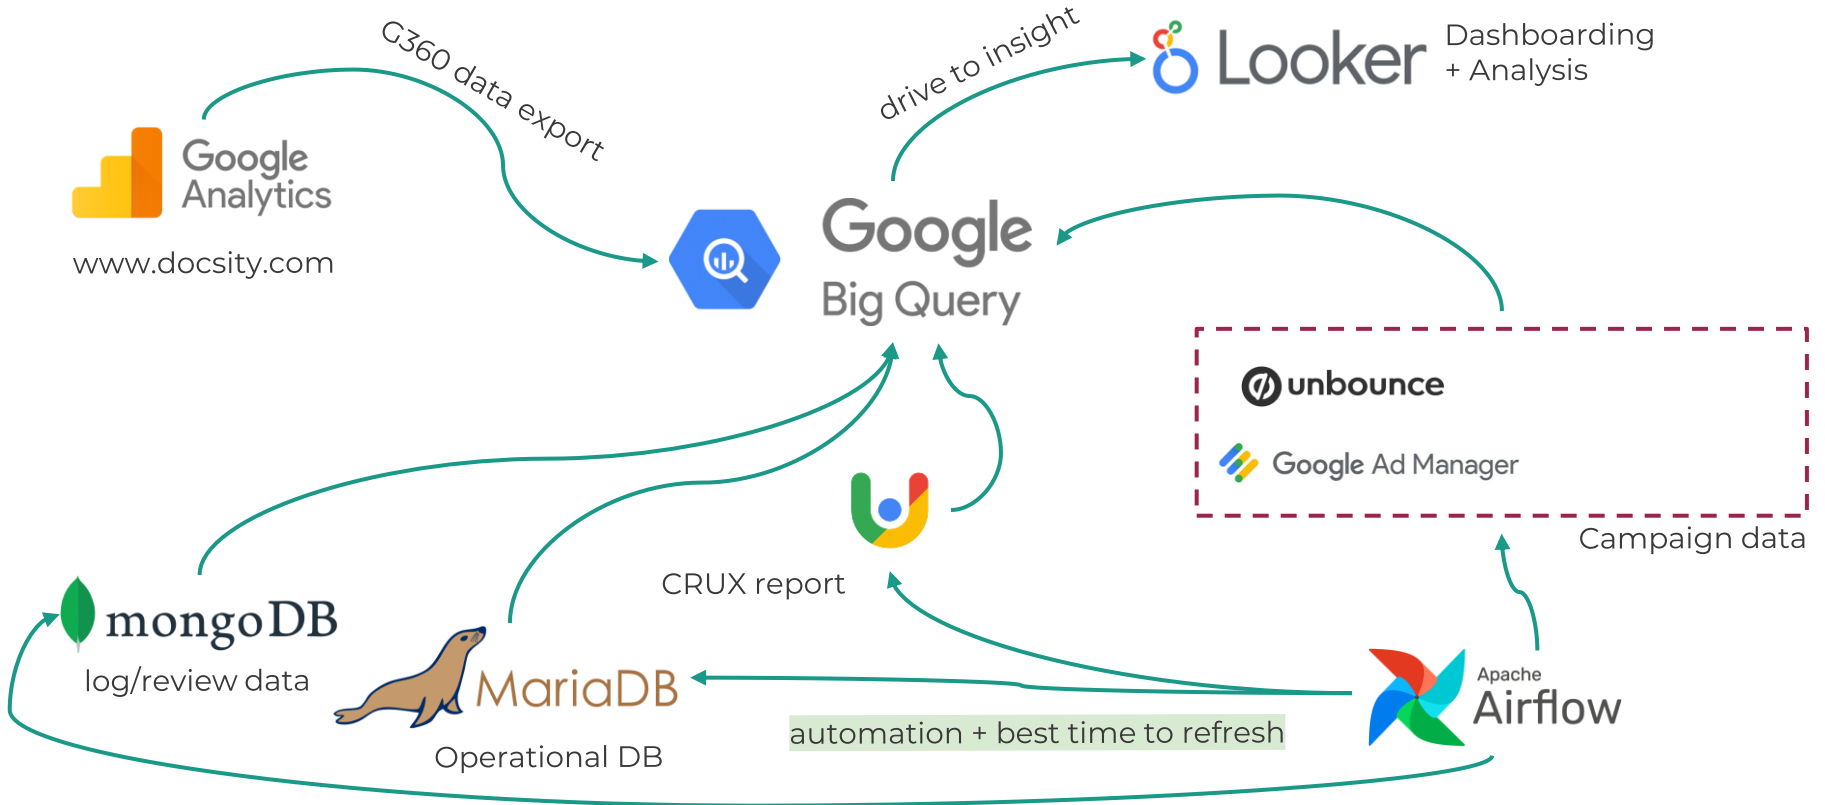 G360 data export
drive to insight
Looker
Dashboarding
+ Analysis
Google
Analytics
www.docsity.com
Google
Big Query
unbounce
Google Ad Manager
Campaign data
CRUX report
mongoDB
log/review data
MariaDB
Operational DB
automation + best time to refresh
Apache
Airflow